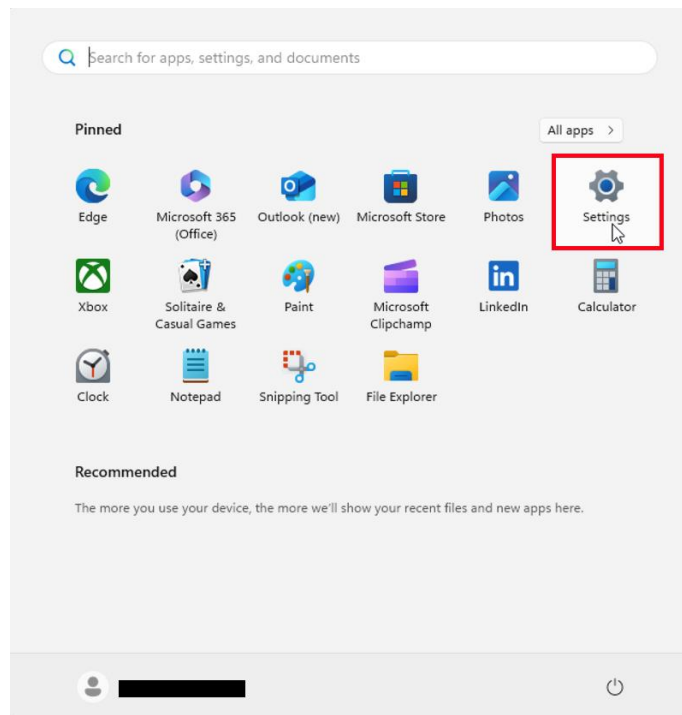 Search for apps, settings, and documents
Pinned
All apps >
Edge
Microsoft 365
(Office)
Outlook (new)
Microsoft Store
Photos
Settings
Xbox
Solitaire &
Casual Games
Paint
Microsoft
Clipchamp
LinkedIn
Calculator
Clock
Notepad
Snipping Tool
File Explorer
Recommended
The more you use your device, the more we'll show your recent files and new apps here.